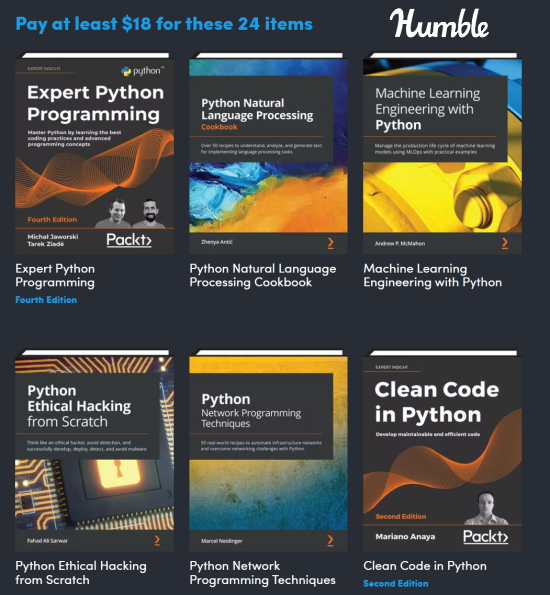 Pay at least $18 for these 24 items
Humble
EXPERT INSIGHT
python™
Expert Python
Programming
Master Python by learning the best
coding practices and advanced
programming concepts
Fourth Edition
Michał Jaworski
Tarek Ziadé
Packt>
Expert Python
Programming
Fourth Edition
Python Natural
Language Processing
Cookbook
Over 50 recipes to understand, analyze, and generate text
for implementing language processing tasks
Zhenya Antić
Python Natural Language
Processing Cookbook
Machine Learning
Engineering with
Python
Manage the production life cycle of machine learning
models using MLOps with practical examples
Andrew P. McMahon
Machine Learning
Engineering with Python
Python
Ethical Hacking
from Scratch
Think like an ethical hacker, avoid detection, and
successfully develop, deploy, detect, and avoid malware
Fahad Ali Sarwar
Python Ethical Hacking
from Scratch
Python
Network Programming
Techniques
50 real-world recipes to automate infrastructure networks
and overcome networking challenges with Python
Marcel Neidinger
Python Network
Programming Techniques
EXPERT INSIGHT
Clean Code
in Python
Develop maintainable and efficient code
Second Edition
Mariano Anaya
Packt>
Clean Code in Python
Second Edition